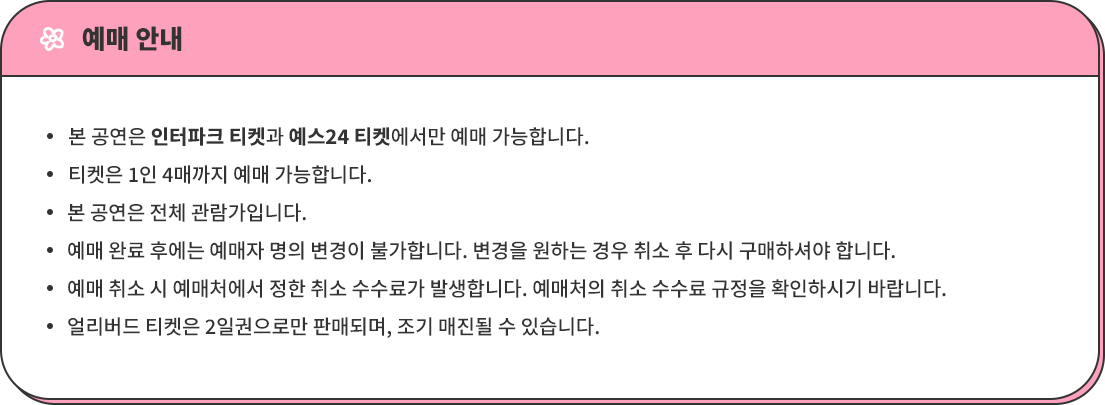 예매 안내
• 본 공연은 인터파크 티켓과 예스24 티켓에서만 예매 가능합니다.
• 티켓은 1인 4매까지 예매 가능합니다.
• 본 공연은 전체 관람가입니다.
• 예매 완료 후에는 예매자 명의 변경이 불가합니다. 변경을 원하는 경우 취소 후 다시 구매하셔야 합니다.
• 예매 취소 시 예매처에서 정한 취소 수수료가 발생합니다. 예매처의 취소 수수료 규정을 확인하시기 바랍니다.
• 얼리버드 티켓은 2일권으로만 판매되며, 조기 매진될 수 있습니다.